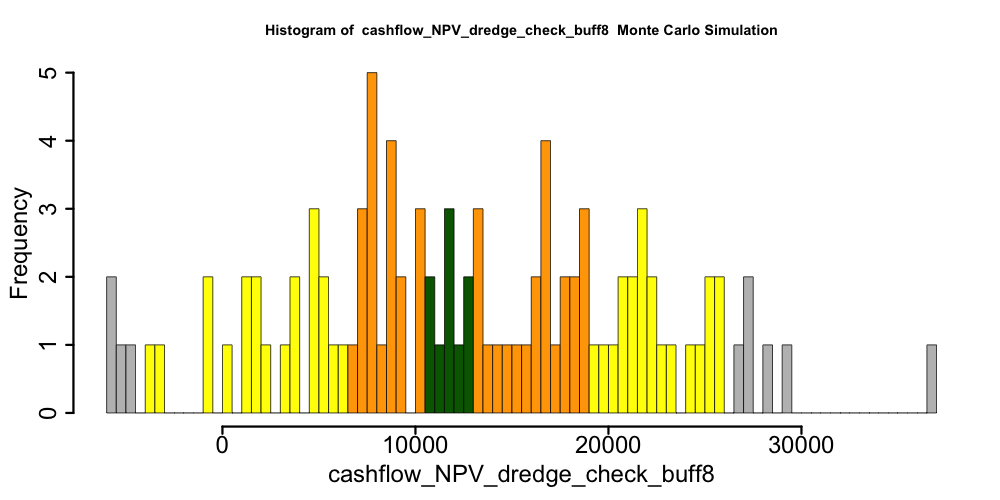 Histogram of  cashflow_NPV_dredge_check_buff8  Monte Carlo Simulation
5
4
3
2
1
0
Frequency
0 10000 20000 30000
cashflow_NPV_dredge_check_buff8